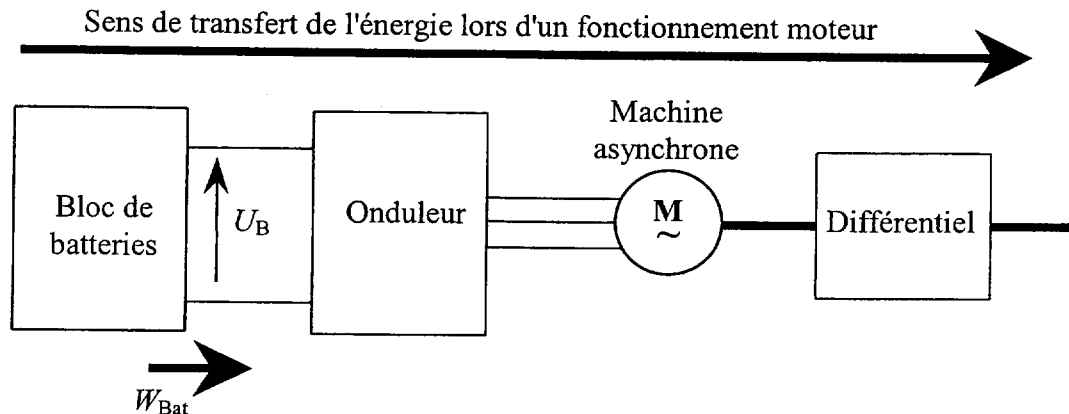 Sens de transfert de l'énergie lors d'un fonctionnement moteur
Machine
asynchrone
Bloc de
batteries
U_B
Onduleur
M
~
Différentiel
W_Bat